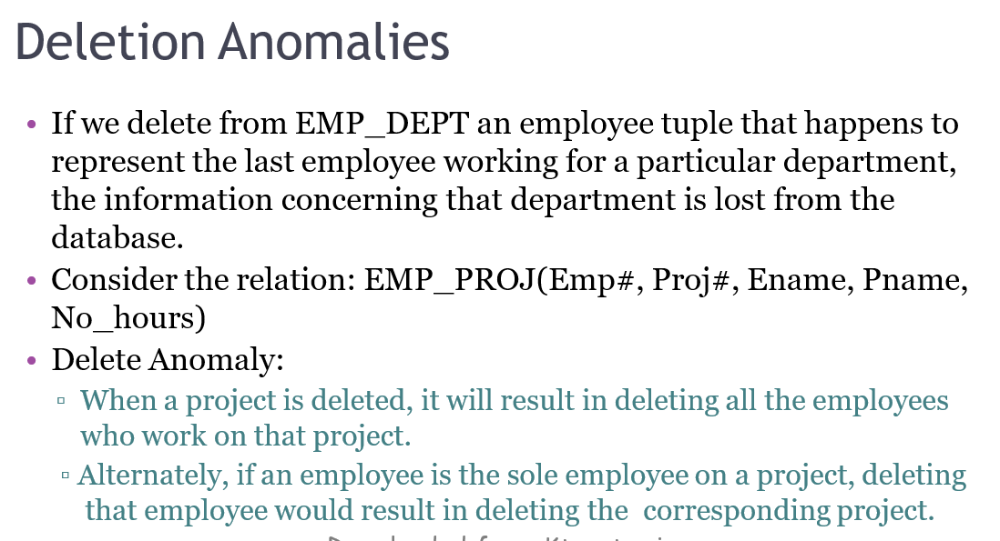 Deletion Anomalies
• If we delete from EMP_DEPT an employee tuple that happens to
represent the last employee working for a particular department,
the information concerning that department is lost from the
database.
• Consider the relation: EMP_PROJ(Emp#, Proj#, Ename, Pname,
No_hours)
• Delete Anomaly:
▫ When a project is deleted, it will result in deleting all the employees
who work on that project.
▫ Alternately, if an employee is the sole employee on a project, deleting
that employee would result in deleting the corresponding project.